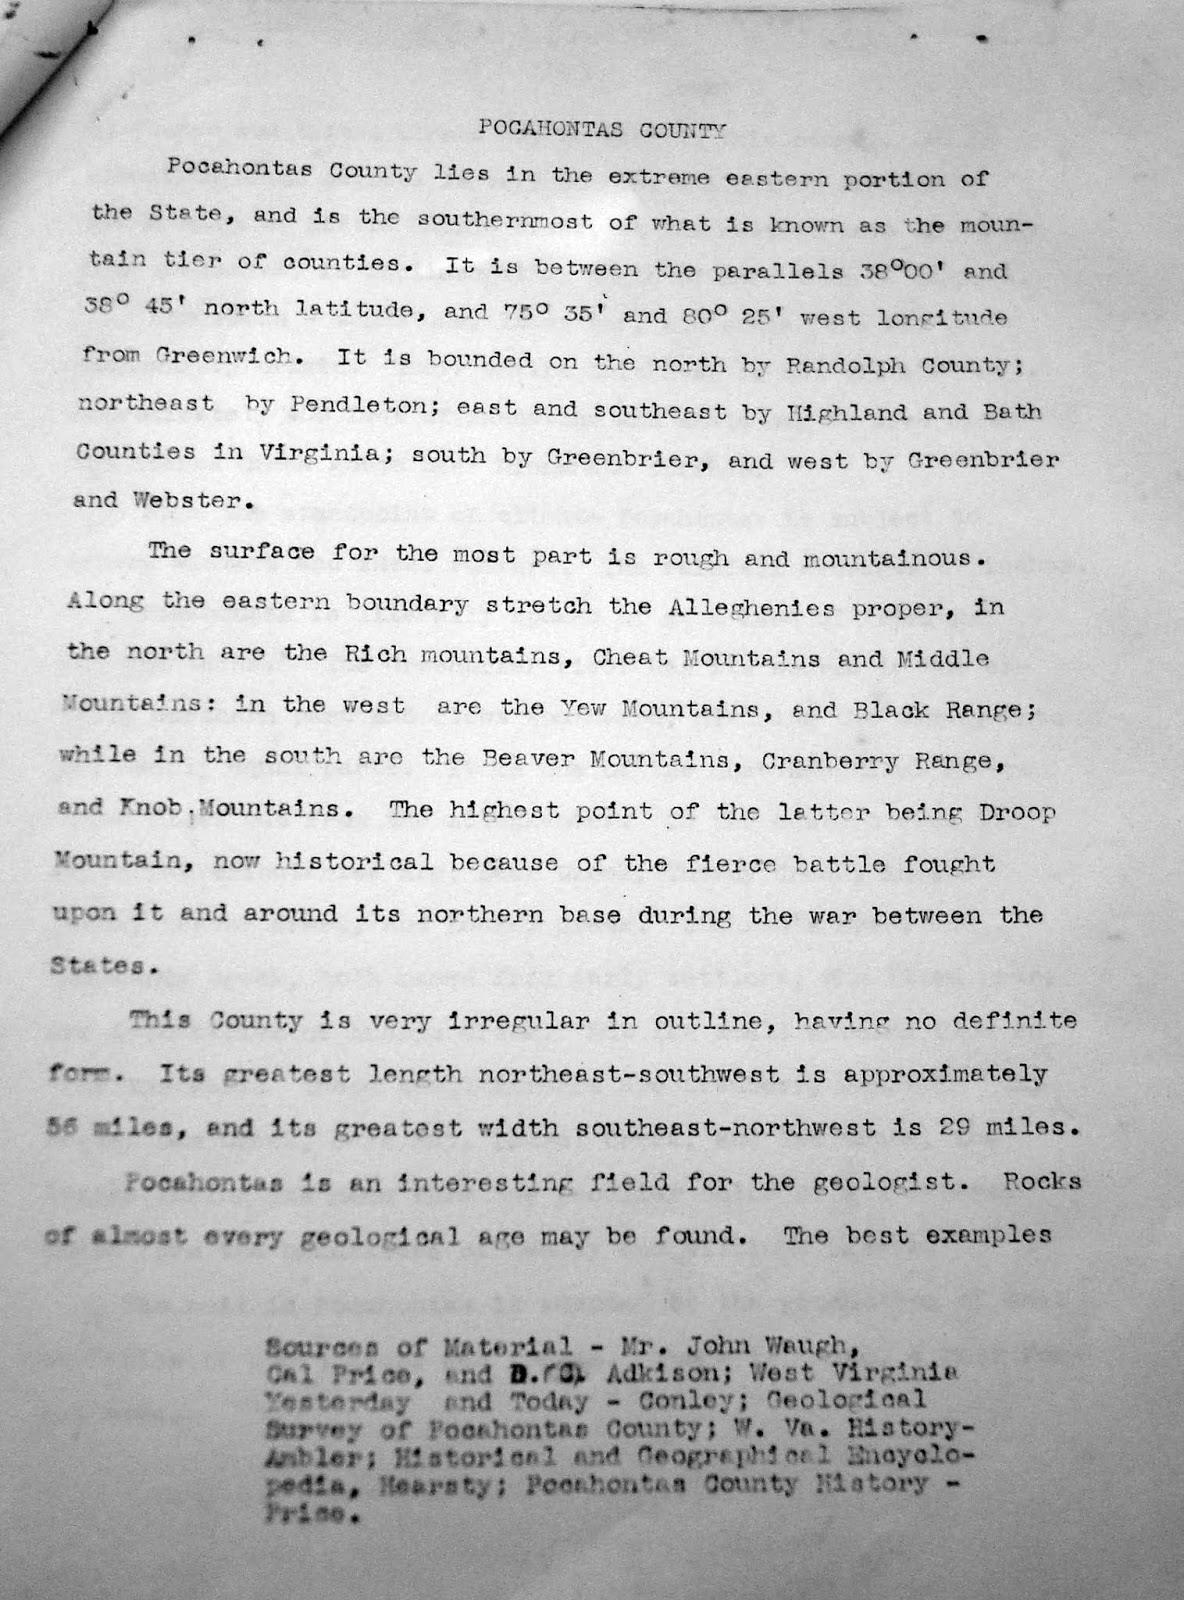 POCAHONTAS COUNTY
Pocahontas County lies in the extreme eastern portion of
the State, and is the southernmost of what is known as the moun-
tain tier of counties. It is between the parallels 38°00' and
38° 45' north latitude, and 75° 35' and 80° 25' west longitude
from Greenwich. It is bounded on the north by Randolph County;
northeast by Pendleton; east and southeast by Highland and Bath
Counties in Virginia; south by Greenbrier, and west by Greenbrier
and Webster.
The surface for the most part is rough and mountainous.
Along the eastern boundary stretch the Alleghenies proper, in
the north are the Rich mountains, Cheat Mountains and Middle
Mountains: in the west are the Yew Mountains, and Black Range;
while in the south are the Beaver Mountains, Cranberry Range,
and Knob Mountains. The highest point of the latter being Droop
Mountain, now historical because of the fierce battle fought
upon it and around its northern base during the war between the
States.
This County is very irregular in outline, having no definite
form. Its greatest length northeast-southwest is approximately
56 miles, and its greatest width southeast-northwest is 29 miles.
Pocahontas is an interesting field for the geologist. Rocks
of almost every geological age may be found. The best examples
Sources of Material - Mr. John Waugh,
Cal Price, and D. C. Adkison; West Virginia
Yesterday and Today - Conley; Geological
Survey of Pocahontas County; W. Va. History-
Ambler; Historical and Geographical Encyclo-
pedia, Hearsty; Pocahontas County History -
Price.